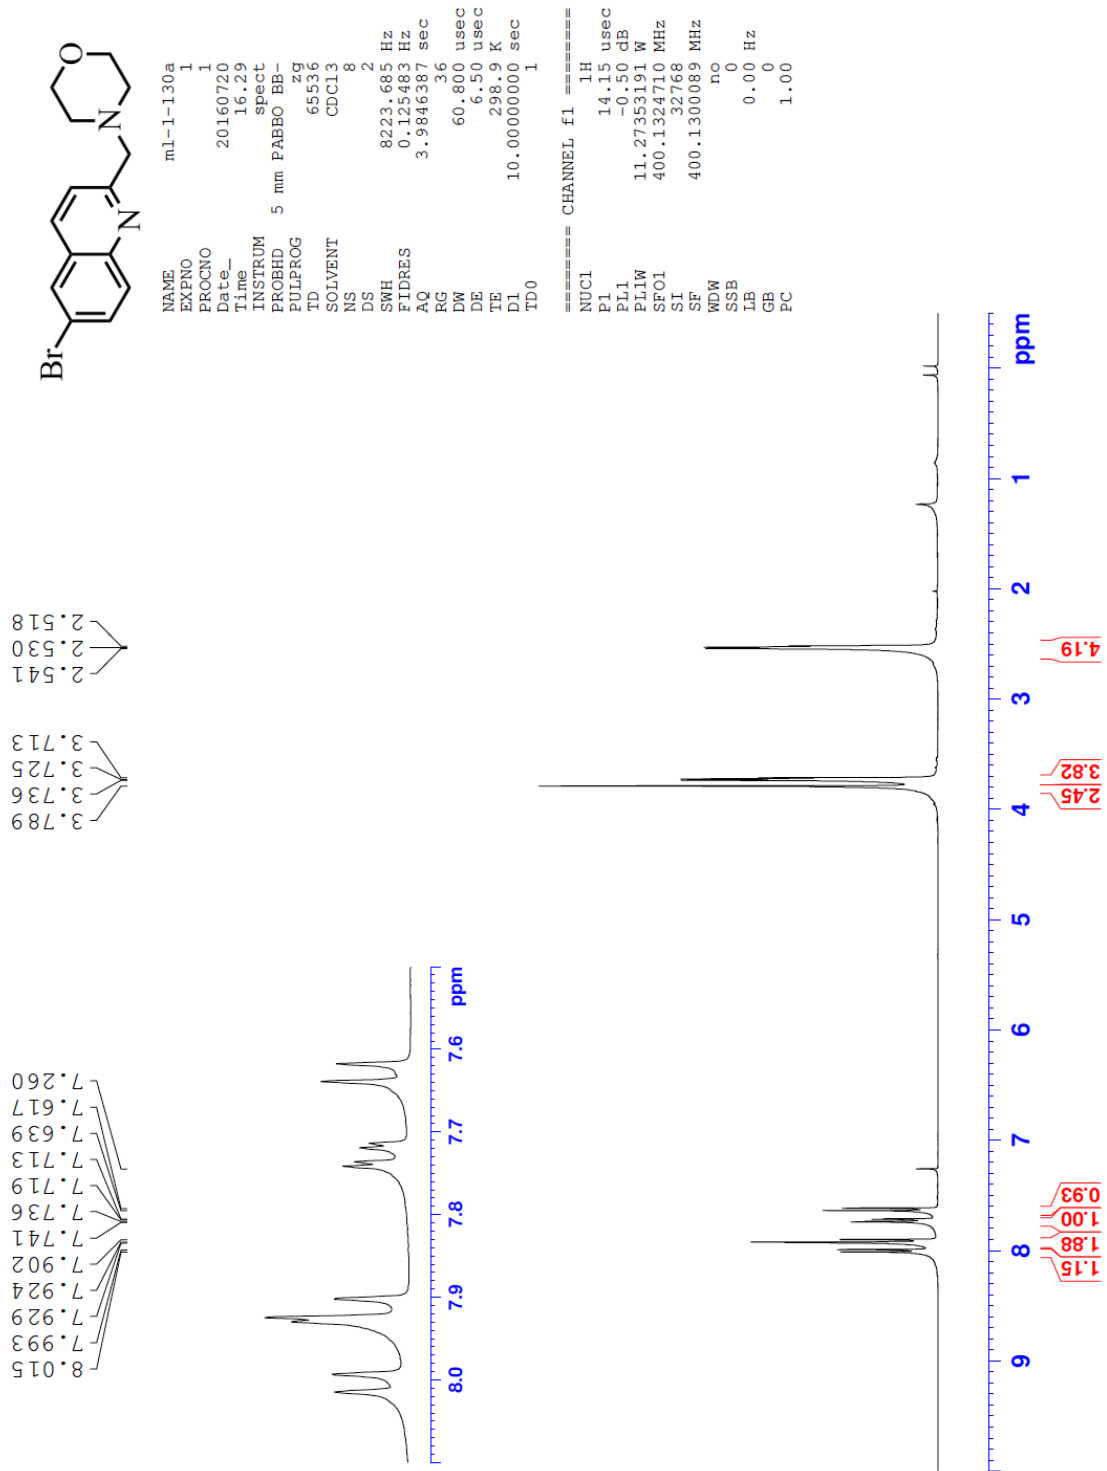 Br
N
N
O
NAME ml-1-130a
EXPNO 1
PROCNO 1
Date_ 20160720
Time 16.29
INSTRUM spect
PROBHD 5 mm PABBO BB-
PULPROG zg
TD 65536
SOLVENT CDCl3
NS 8
DS 2
SWH 8223.685 Hz
FIDRES 0.125483 Hz
AQ 3.9846387 sec
RG 36
DW 60.800 usec
DE 6.50 usec
TE 298.9 K
D1 10.00000000 sec
TD0 1
======== CHANNEL f1 ========
NUC1 1H
P1 14.15 usec
PL1 -0.50 dB
PL1W 11.27353191 W
SFO1 400.1324710 MHz
SI 32768
SF 400.1300089 MHz
WDW no
SSB 0
LB 0.00 Hz
GB 0
PC 1.00
8.015
7.993
7.929
7.924
7.902
7.741
7.736
7.719
7.713
7.639
7.617
7.260
3.789
3.736
3.725
3.713
2.541
2.530
2.518
8.0 7.9 7.8 7.7 7.6 ppm
9 8 7 6 5 4 3 2 1 ppm
1.15
1.88
1.00
0.93
2.45
3.82
4.19